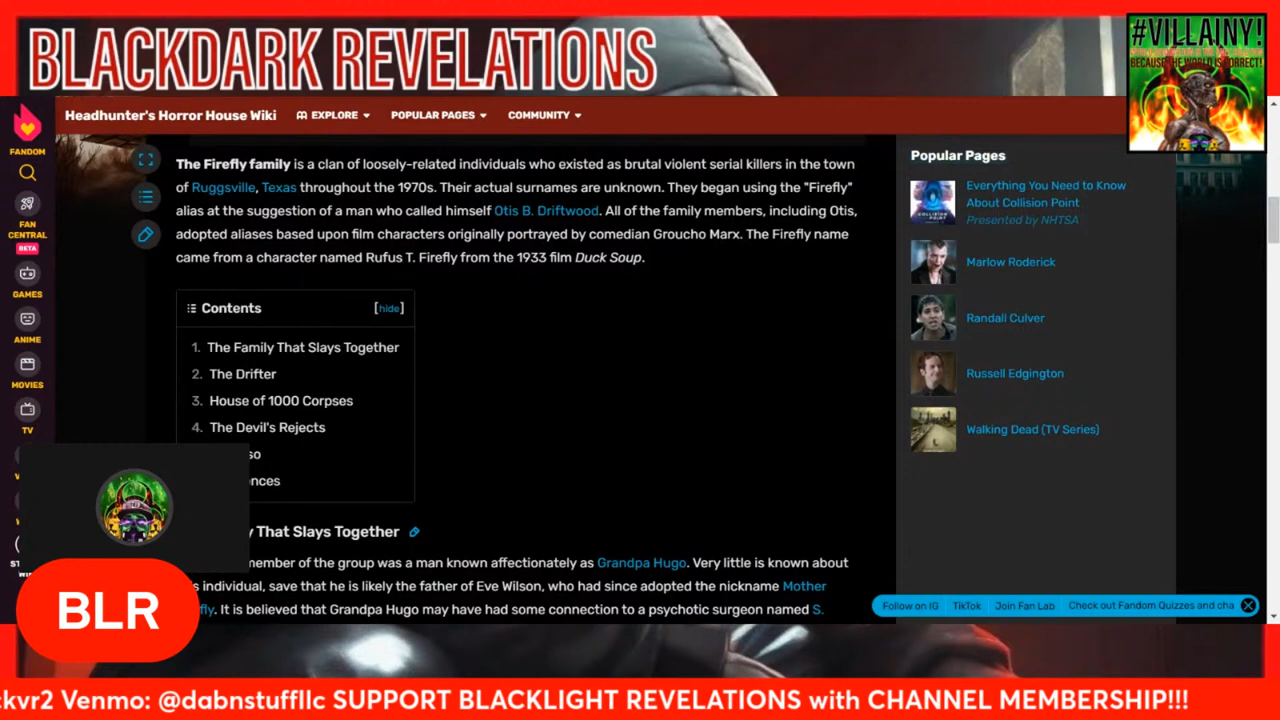 BLACKDARK REVELATIONS
#VILLAINY!
BECAUSE THE WORLD IS CORRECT!
Headhunter's Horror House Wiki
EXPLORE
POPULAR PAGES
COMMUNITY
FANDOM
FAN CENTRAL
BETA
GAMES
ANIME
MOVIES
TV
The Firefly family is a clan of loosely-related individuals who existed as brutal violent serial killers in the town
of Ruggsville, Texas throughout the 1970s. Their actual surnames are unknown. They began using the "Firefly"
alias at the suggestion of a man who called himself Otis B. Driftwood. All of the family members, including Otis,
adopted aliases based upon film characters originally portrayed by comedian Groucho Marx. The Firefly name
came from a character named Rufus T. Firefly from the 1933 film Duck Soup.
Contents [hide]
1. The Family That Slays Together
2. The Drifter
3. House of 1000 Corpses
4. The Devil's Rejects
so
ences
y That Slays Together
member of the group was a man known affectionately as Grandpa Hugo. Very little is known about
s individual, save that he is likely the father of Eve Wilson, who had since adopted the nickname Mother
fly. It is believed that Grandpa Hugo may have had some connection to a psychotic surgeon named S.
Popular Pages
Everything You Need to Know
About Collision Point
Presented by NHTSA
Marlow Roderick
Randall Culver
Russell Edgington
Walking Dead (TV Series)
Follow on IG TikTok Join Fan Lab Check out Fandom Quizzes and cha
BLR
ckvr2 Venmo: @dabnstuffllc SUPPORT BLACKLIGHT REVELATIONS with CHANNEL MEMBERSHIP!!!